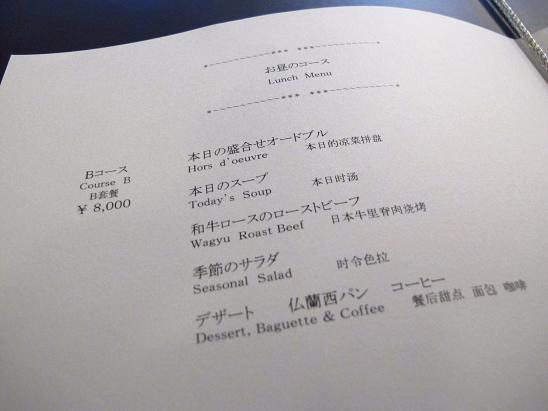 お昼のコース
Lunch Menu
Bコース
Course B
B套餐
¥ 8,000
本日の盛合せオードブル
Hors d'oeuvre 本日的凉菜拼盘
本日のスープ
Today's Soup 本日时汤
和牛ロースのローストビーフ
Wagyu Roast Beef 日本牛里脊肉烧烤
季節のサラダ
Seasonal Salad 时令色拉
デザート 仏蘭西パン コーヒー
Dessert, Baguette & Coffee 餐后甜点 面包 咖啡